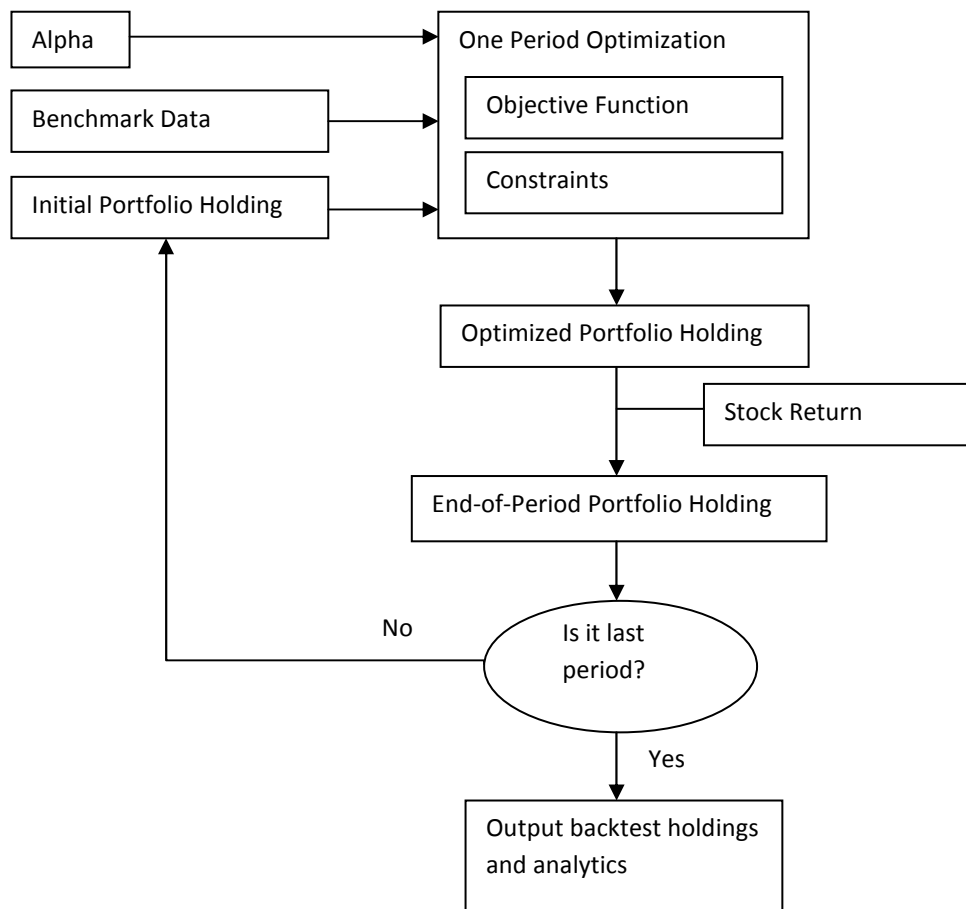 Alpha
One Period Optimization
Objective Function
Benchmark Data
Constraints
Initial Portfolio Holding
Optimized Portfolio Holding
Stock Return
End-of-Period Portfolio Holding
No
Is it last
period?
Yes
Output backtest holdings
and analytics